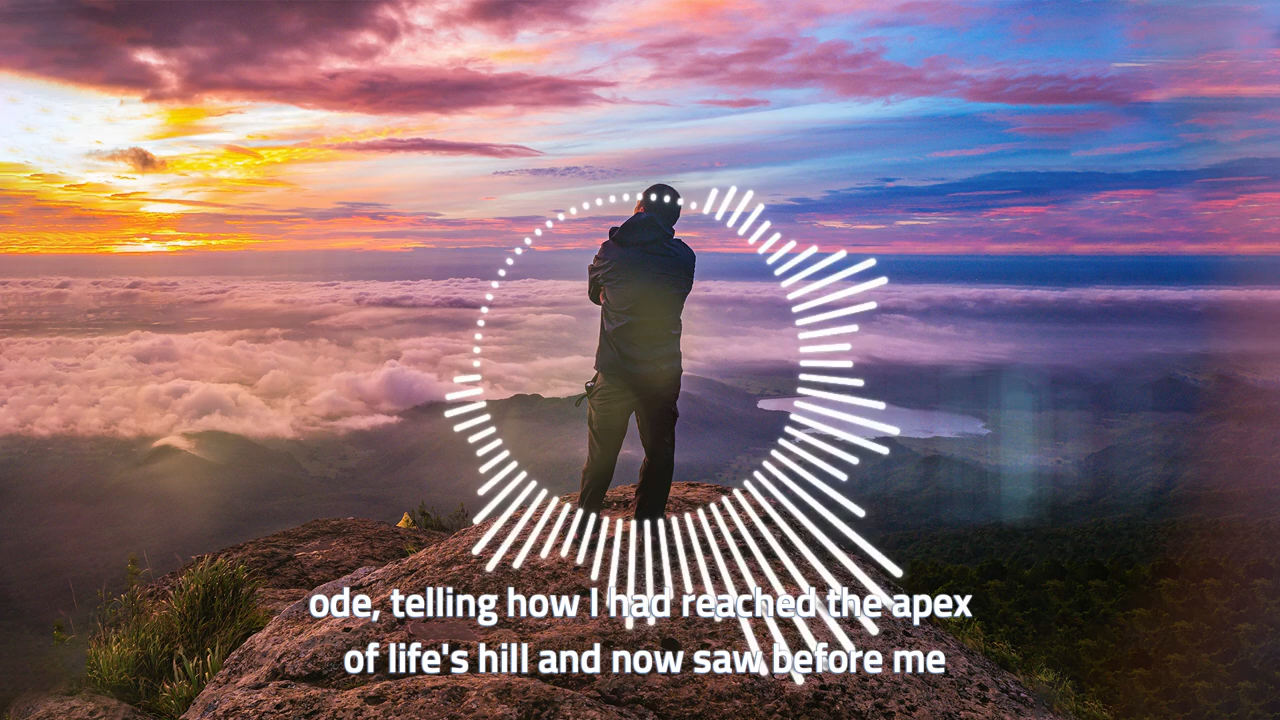 ode, telling how I had reached the apex
of life's hill and now saw before me